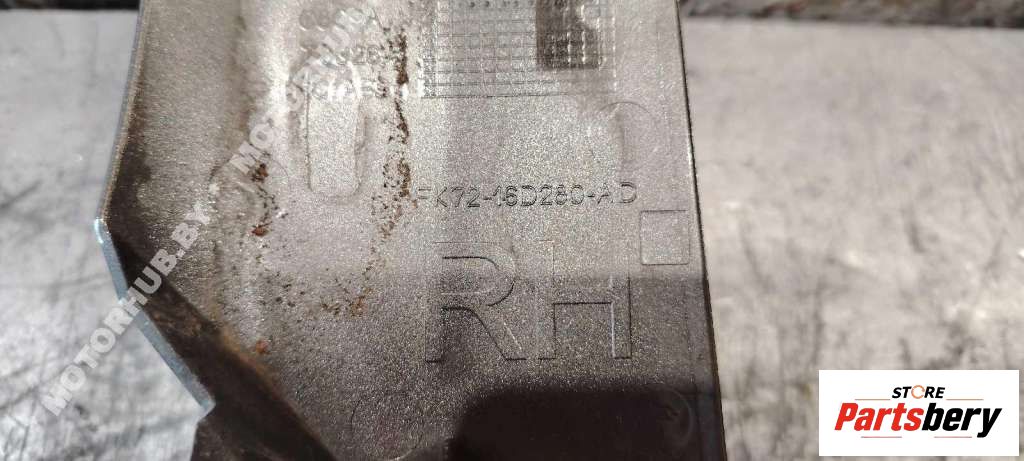 FK72-16D280-AD
RH
MOTORHUB.BY
STORE
Partsbery